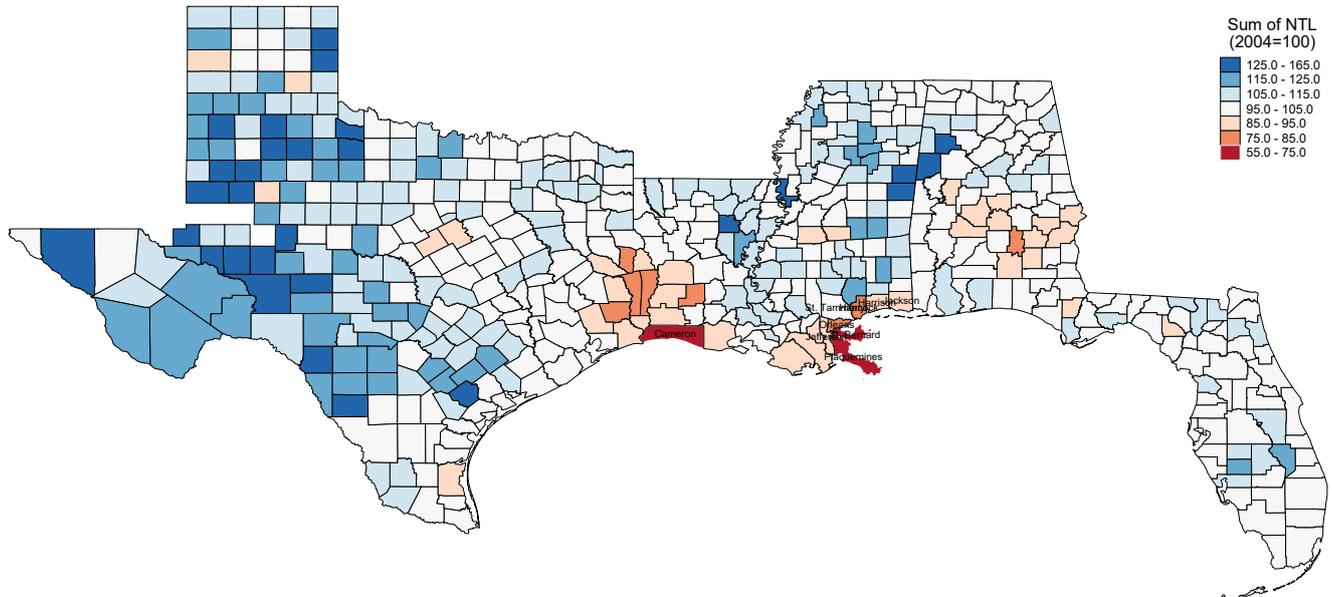 Sum of NTL
(2004=100)
125.0 - 165.0
115.0 - 125.0
105.0 - 115.0
95.0 - 105.0
85.0 - 95.0
75.0 - 85.0
55.0 - 75.0
Harrison Jackson
St. Tammany
Orleans
Cameron
Bernard
Plaquemines